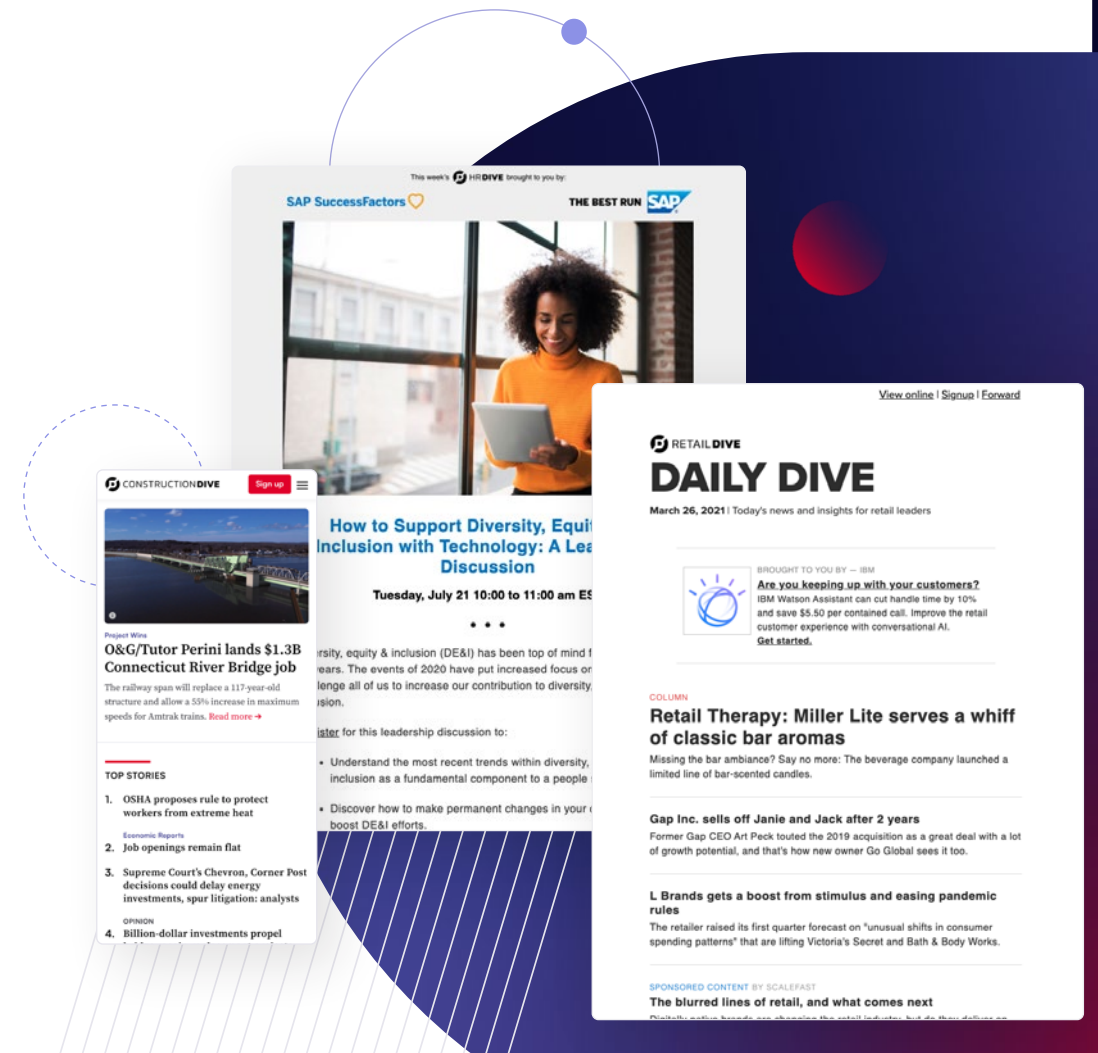 This week's HR DIVE brought to you by:
SAP SuccessFactors
THE BEST RUN SAP
How to Support Diversity, Equit
Inclusion with Technology: A Lea
Discussion
Tuesday, July 21 10:00 to 11:00 am ES
rsity, equity & inclusion (DE&I) has been top of mind f
ears. The events of 2020 have put increased focus on
lenge all of us to increase our contribution to diversity,
usion.
ister for this leadership discussion to:
• Understand the most recent trends within diversity,
inclusion as a fundamental component to a people
• Discover how to make permanent changes in your
boost DE&I efforts.
CONSTRUCTION DIVE
Sign up
Project Wins
O&G/Tutor Perini lands $1.3B
Connecticut River Bridge job
The railway span will replace a 117-year-old
structure and allow a 55% increase in maximum
speeds for Amtrak trains. Read more →
TOP STORIES
1. OSHA proposes rule to protect
workers from extreme heat
Economic Reports
2. Job openings remain flat
3. Supreme Court's Chevron, Corner Post
decisions could delay energy
investments, spur litigation: analysts
OPINION
4. Billion-dollar investments propel
View online | Signup | Forward
RETAIL DIVE
DAILY DIVE
March 26, 2021 | Today's news and insights for retail leaders
BROUGHT TO YOU BY — IBM
Are you keeping up with your customers?
IBM Watson Assistant can cut handle time by 10%
and save $5.50 per contained call. Improve the retail
customer experience with conversational AI.
Get started.
COLUMN
Retail Therapy: Miller Lite serves a whiff
of classic bar aromas
Missing the bar ambiance? Say no more: The beverage company launched a
limited line of bar-scented candles.
Gap Inc. sells off Janie and Jack after 2 years
Former Gap CEO Art Peck touted the 2019 acquisition as a great deal with a lot
of growth potential, and that's how new owner Go Global sees it too.
L Brands gets a boost from stimulus and easing pandemic
rules
The retailer raised its first quarter forecast on "unusual shifts in consumer
spending patterns" that are lifting Victoria's Secret and Bath & Body Works.
SPONSORED CONTENT BY SCALEFAST
The blurred lines of retail, and what comes next